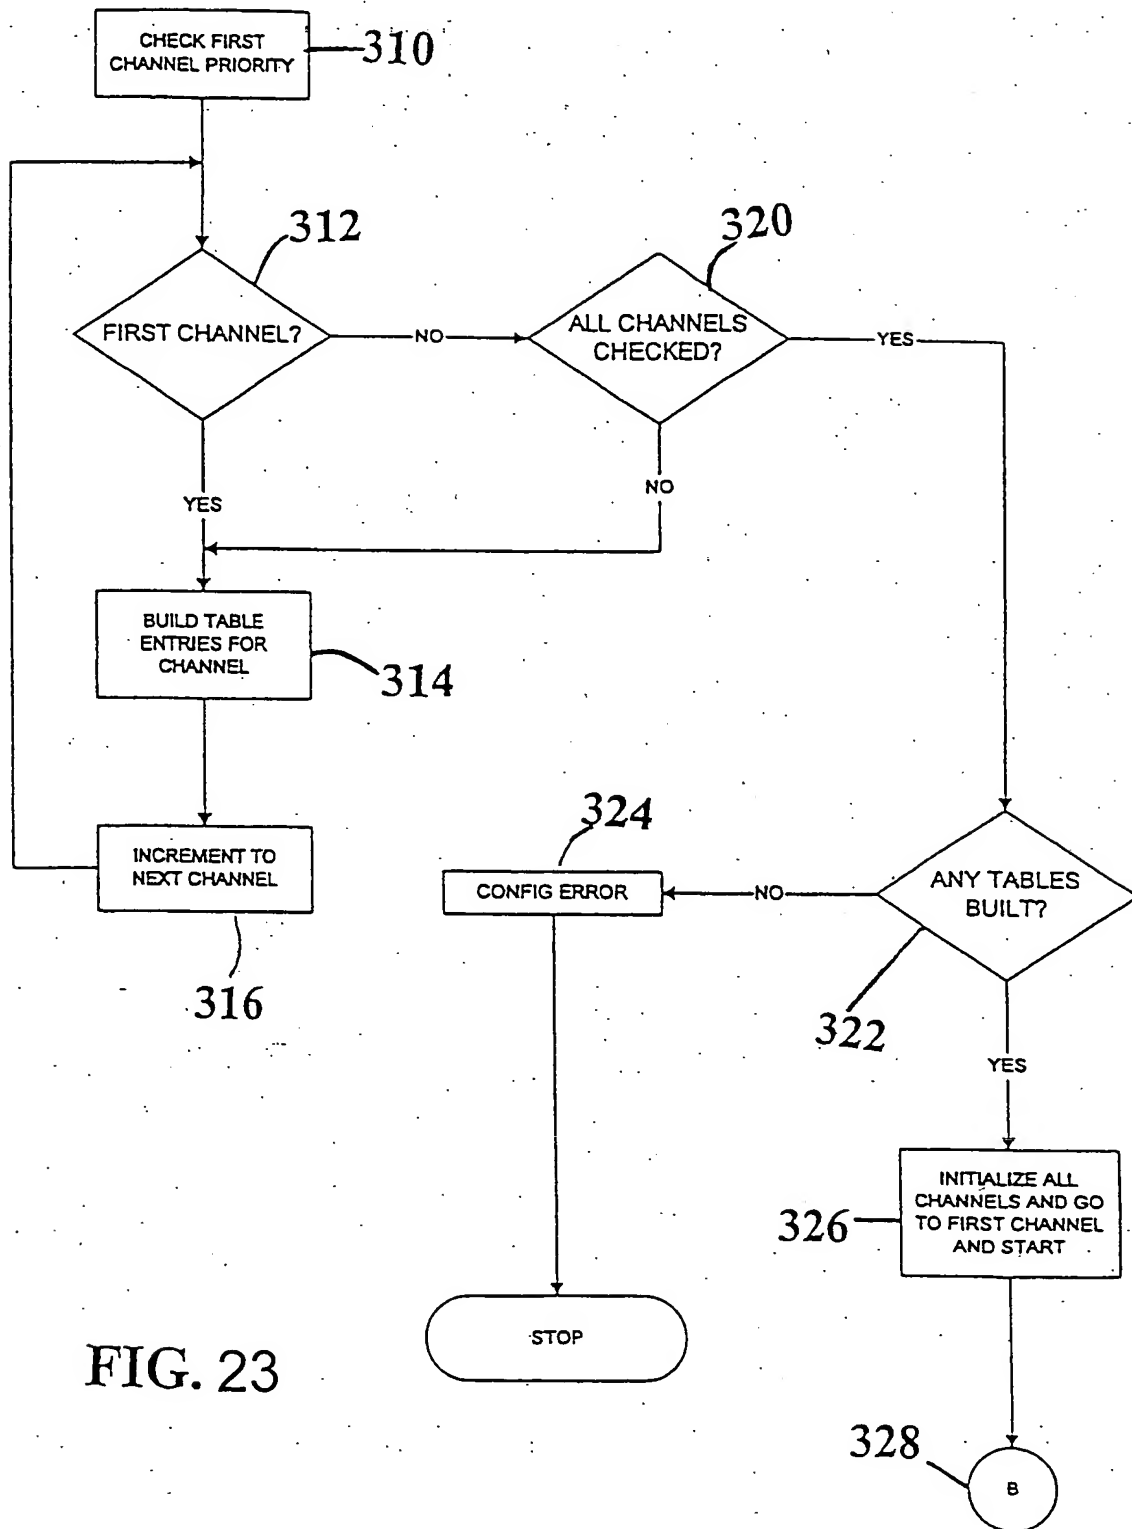 CHECK FIRST
CHANNEL PRIORITY
310
312
FIRST CHANNEL?
NO
320
ALL CHANNELS
CHECKED?
YES
YES
NO
BUILD TABLE
ENTRIES FOR
CHANNEL
314
INCREMENT TO
NEXT CHANNEL
316
324
CONFIG ERROR
NO
ANY TABLES
BUILT?
322
YES
INITIALIZE ALL
CHANNELS AND GO
TO FIRST CHANNEL
AND START
326
STOP
FIG. 23
328
B